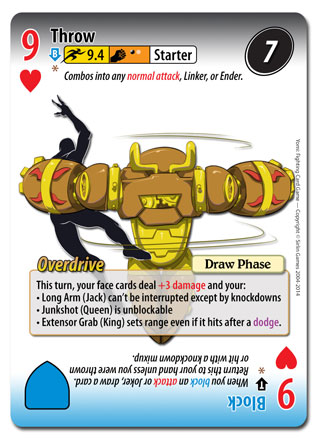 9
Throw
B 9.4 Starter
7
* Combos into any normal attack, Linker, or Ender.
Yomi: Fighting Card Game — Copyright © Sirlin Games 2004-2014
Overdrive
Draw Phase
This turn, your face cards deal +3 damage and your:
• Long Arm (Jack) can't be interrupted except by knockdowns
• Junkshot (Queen) is unblockable
• Extensor Grab (King) sets range even if it hits after a dodge.
9
Block
* When you block an attack or Joker, draw a card.
Return this to your hand unless you were thrown
or hit with a knockdown mixup.